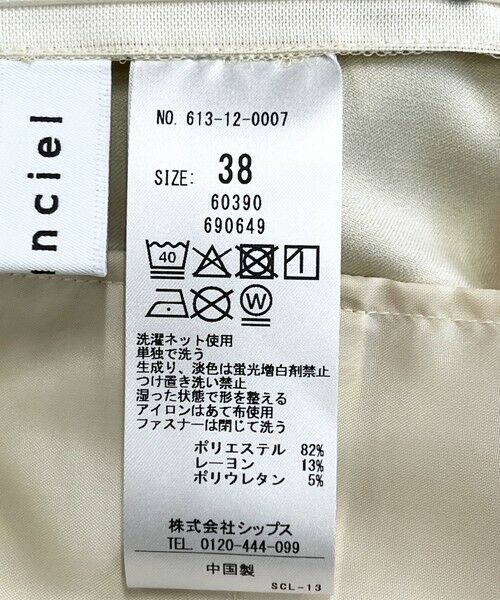 NO. 613-12-0007
SIZE: 38
60390
690649
40
W
洗濯ネット使用
単独で洗う
生成り、淡色は蛍光増白剤禁止
つけ置き洗い禁止
湿った状態で形を整える
アイロンはあて布使用
ファスナーは閉じて洗う
ポリエステル 82%
レーヨン 13%
ポリウレタン 5%
株式会社シップス
TEL. 0120-444-099
中国製
SCL-13
nciel